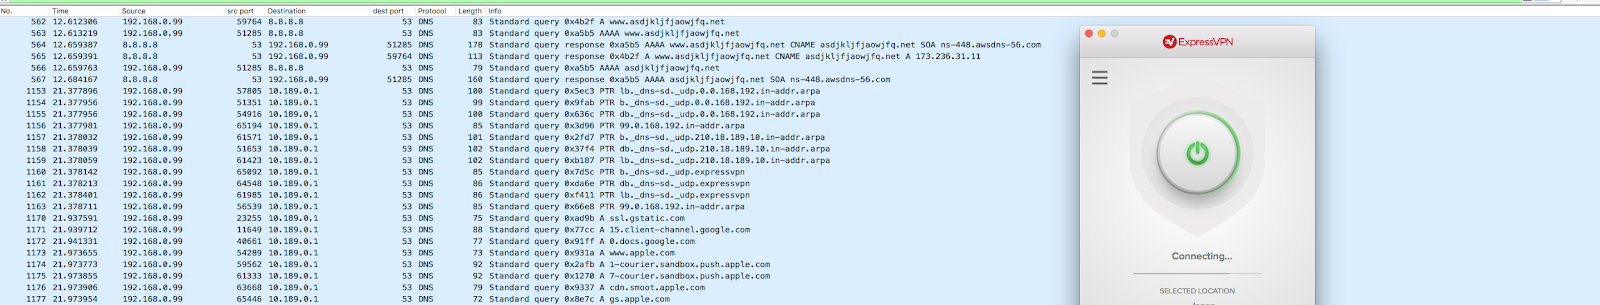 No. Time Source src port Destination dest port Protocol Length Info
562 12.612306 192.168.0.99 59764 8.8.8.8 53 DNS 83 Standard query 0x4b2f A www.asdjkljfjaowjfq.net
563 12.613219 192.168.0.99 51285 8.8.8.8 53 DNS 83 Standard query 0xa5b5 AAAA www.asdjkljfjaowjfq.net
564 12.659387 8.8.8.8 53 192.168.0.99 51285 DNS 178 Standard query response 0xa5b5 AAAA www.asdjkljfjaowjfq.net CNAME asdjkljfjaowjfq.net SOA ns-448.awsdns-56.com
565 12.659391 8.8.8.8 53 192.168.0.99 59764 DNS 113 Standard query response 0x4b2f A www.asdjkljfjaowjfq.net CNAME asdjkljfjaowjfq.net A 173.236.31.11
566 12.659763 192.168.0.99 51285 8.8.8.8 53 DNS 79 Standard query 0xa5b5 AAAA asdjkljfjaowjfq.net
567 12.684167 8.8.8.8 53 192.168.0.99 51285 DNS 160 Standard query response 0xa5b5 AAAA asdjkljfjaowjfq.net SOA ns-448.awsdns-56.com
1153 21.377896 192.168.0.99 57805 10.189.0.1 53 DNS 100 Standard query 0x5ec3 PTR lb._dns-sd._udp.0.0.168.192.in-addr.arpa
1154 21.377956 192.168.0.99 51351 10.189.0.1 53 DNS 99 Standard query 0x9fab PTR b._dns-sd._udp.0.0.168.192.in-addr.arpa
1155 21.377956 192.168.0.99 54916 10.189.0.1 53 DNS 100 Standard query 0x636c PTR db._dns-sd._udp.0.0.168.192.in-addr.arpa
1156 21.377981 192.168.0.99 65194 10.189.0.1 53 DNS 85 Standard query 0x3d96 PTR 99.0.168.192.in-addr.arpa
1157 21.378032 192.168.0.99 61571 10.189.0.1 53 DNS 101 Standard query 0x2fd7 PTR b._dns-sd._udp.210.18.189.10.in-addr.arpa
1158 21.378039 192.168.0.99 51653 10.189.0.1 53 DNS 102 Standard query 0x37f4 PTR db._dns-sd._udp.210.18.189.10.in-addr.arpa
1159 21.378059 192.168.0.99 61423 10.189.0.1 53 DNS 102 Standard query 0xb187 PTR lb._dns-sd._udp.210.18.189.10.in-addr.arpa
1160 21.378142 192.168.0.99 65092 10.189.0.1 53 DNS 85 Standard query 0x7d5c PTR b._dns-sd._udp.expressvpn
1161 21.378213 192.168.0.99 64548 10.189.0.1 53 DNS 86 Standard query 0xda6e PTR db._dns-sd._udp.expressvpn
1162 21.378401 192.168.0.99 61985 10.189.0.1 53 DNS 86 Standard query 0xf411 PTR lb._dns-sd._udp.expressvpn
1163 21.378711 192.168.0.99 56539 10.189.0.1 53 DNS 85 Standard query 0x66e8 PTR 99.0.168.192.in-addr.arpa
1170 21.937591 192.168.0.99 23255 10.189.0.1 53 DNS 75 Standard query 0xad9b A ssl.gstatic.com
1171 21.939712 192.168.0.99 11649 10.189.0.1 53 DNS 88 Standard query 0x77cc A 15.client-channel.google.com
1172 21.941331 192.168.0.99 40661 10.189.0.1 53 DNS 77 Standard query 0x91ff A 0.docs.google.com
1173 21.973655 192.168.0.99 54289 10.189.0.1 53 DNS 73 Standard query 0x931a A www.apple.com
1174 21.973773 192.168.0.99 59562 10.189.0.1 53 DNS 92 Standard query 0x2afb A 1-courier.sandbox.push.apple.com
1175 21.973855 192.168.0.99 61333 10.189.0.1 53 DNS 92 Standard query 0x1270 A 7-courier.sandbox.push.apple.com
1176 21.973906 192.168.0.99 63668 10.189.0.1 53 DNS 79 Standard query 0x9337 A cdn.smoot.apple.com
1177 21.973954 192.168.0.99 65446 10.189.0.1 53 DNS 72 Standard query 0x8e7c A gs.apple.com
ExpressVPN
Connecting...
SELECTED LOCATION